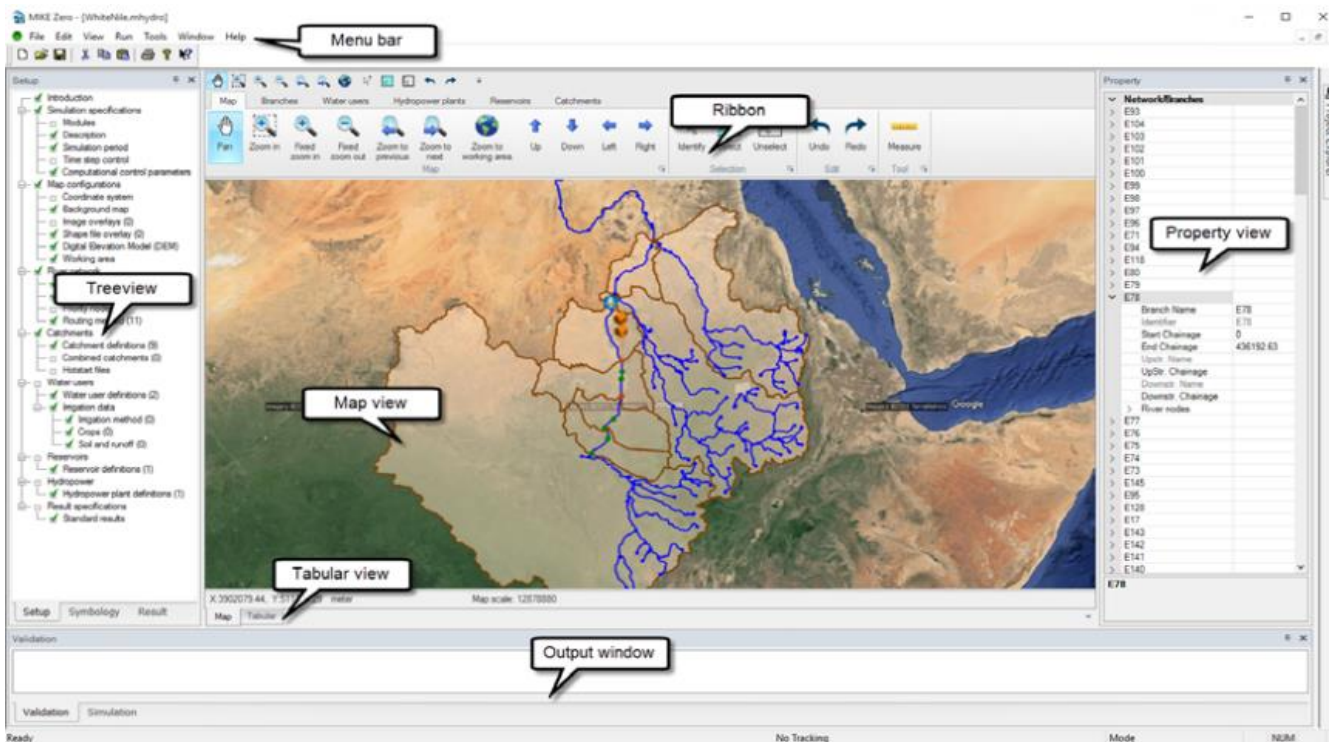 MIKE Zero - [WhiteNile.mhydro]
File Edit View Run Tools Window Help
Menu bar
Setup
Introduction
Simulation specifications
Modules
Description
Simulation period
Time step control
Computational control parameters
Map configurations
Coordinate system
Background map
Image overlays (0)
Shape file overlay (0)
Digital Elevation Model (DEM)
Working area
Treeview
Routing method (11)
Catchments
Catchment definitions (9)
Combined catchments (0)
Hotstart files
Water users
Water user definitions (2)
Irrigation data
Irrigation method (0)
Crops (0)
Soil and runoff (0)
Reservoirs
Reservoir definitions (1)
Hydropower
Hydropower plant definitions (1)
Result specifications
Standard results
Setup Symbology Result
Map Branches Water users Hydropower plants Reservoirs Catchments
Ribbon
Pan Zoom in Fixed zoom in Fixed zoom out Zoom to previous Zoom to next Zoom to working area Up Down Left Right Identify Unselect Undo Redo Measure
Map Selection Edit Tool
Map view
Google
Tabular view
X:3902079.44, meter Map scale: 12878880
Map Tabular
Property
Network/Branches
E93
E104
E103
E102
E101
E100
E99
E98
E97
E96
E71
E94
E118
E80
E79
Property view
E78
Branch Name E78
Identifier E78
Start Chainage 0
End Chainage 436192.63
Upstr. Name
UpStr. Chainage
Downstr. Name
Downstr. Chainage
River nodes
E77
E76
E75
E74
E73
E145
E95
E128
E17
E143
E142
E141
E140
E78
Validation
Output window
Validation Simulation
Ready No Tracking Mode NUM